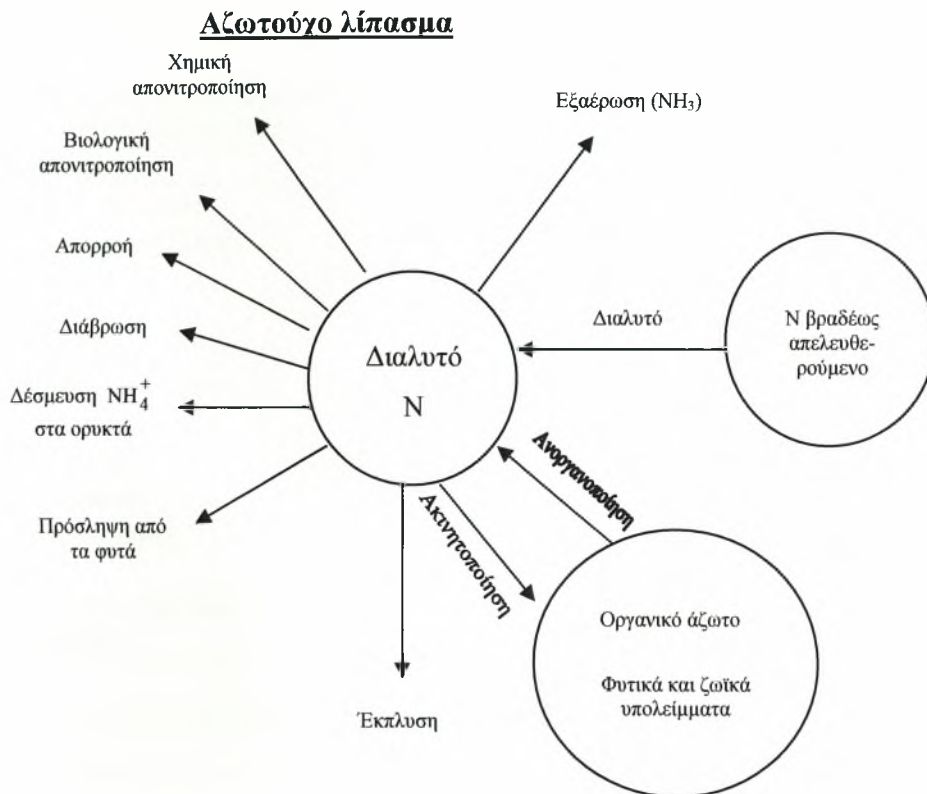 Αζωτούχο λίπασμα
Χημική
απονιτροποίηση
Εξαέρωση (NH₃)
Βιολογική
απονιτροποίηση
Απορροή
Διάβρωση
Διαλυτό
N
Διαλυτό
Ν βραδέως
απελευθε-
ρούμενο
Δέσμευση NH₄⁺
στα ορυκτά
Πρόσληψη από
τα φυτά
Ακινητοποίηση
Ανοργανοποίηση
Οργανικό άζωτο
Φυτικά και ζωϊκά
υπολείμματα
Έκπλυση